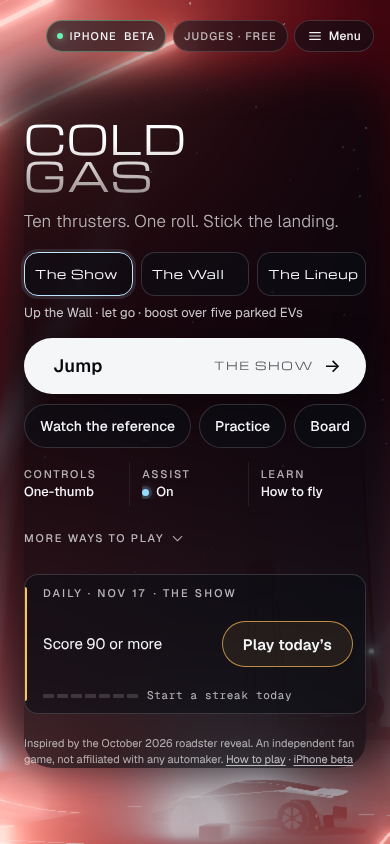 IPHONE BETA
JUDGES · FREE
Menu
COLD
GAS
Ten thrusters. One roll. Stick the landing.
The Show
The Wall
The Lineup
Up the Wall · let go · boost over five parked EVs
Jump
THE SHOW
Watch the reference
Practice
Board
CONTROLS
One-thumb
ASSIST
On
LEARN
How to fly
MORE WAYS TO PLAY
DAILY · NOV 17 · THE SHOW
Score 90 or more
Play today’s
Start a streak today
Inspired by the October 2026 roadster reveal. An independent fan
game, not affiliated with any automaker. How to play · iPhone beta